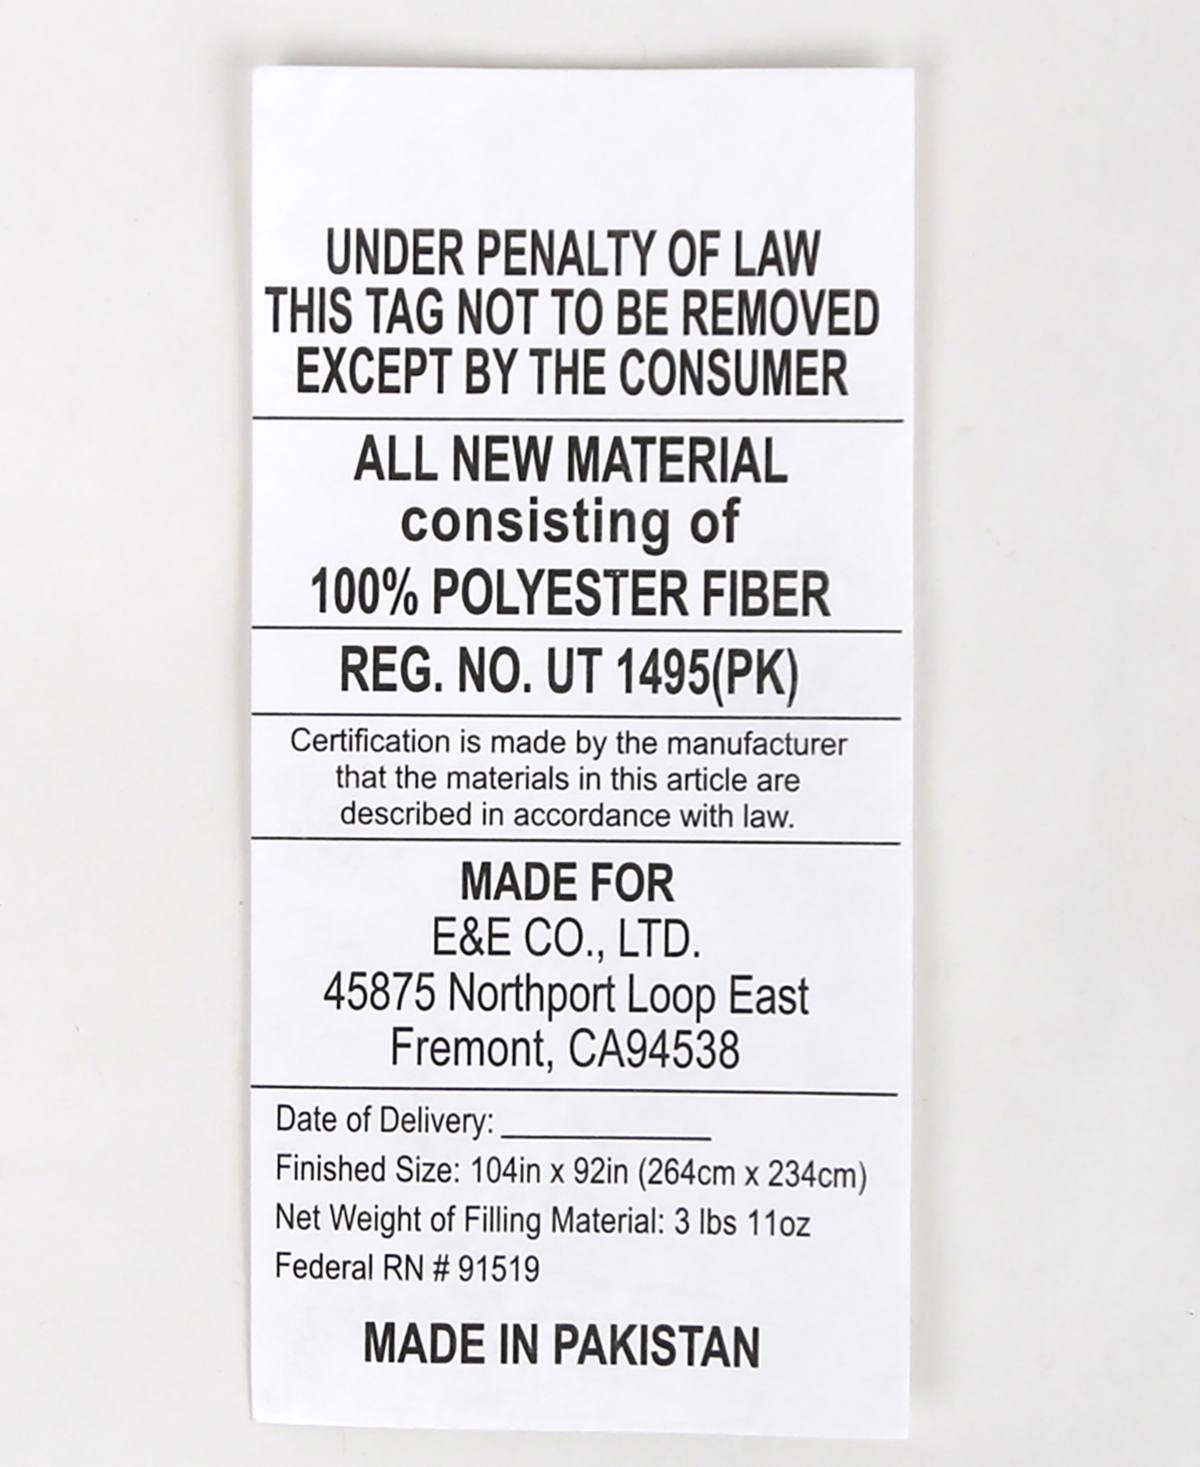 UNDER PENALTY OF LAW
THIS TAG NOT TO BE REMOVED
EXCEPT BY THE CONSUMER
ALL NEW MATERIAL
consisting of
100% POLYESTER FIBER
REG. NO. UT 1495(PK)
Certification is made by the manufacturer
that the materials in this article are
described in accordance with law.
MADE FOR
E&E CO., LTD.
45875 Northport Loop East
Fremont, CA94538
Date of Delivery: ____________
Finished Size: 104in x 92in (264cm x 234cm)
Net Weight of Filling Material: 3 lbs 11oz
Federal RN # 91519
MADE IN PAKISTAN